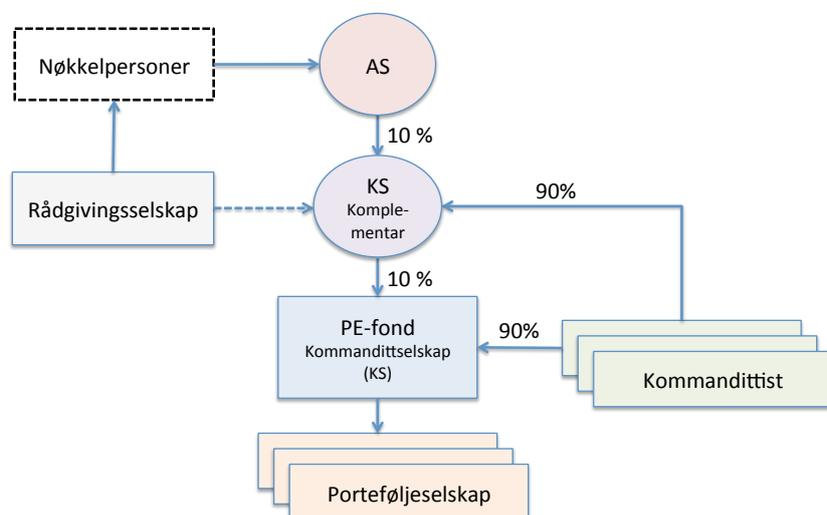 Nøkkelpersoner
AS
10 %
Rådgivingsselskap
KS
Komple-
mentar
90%
10 %
PE-fond
Kommandittselskap
(KS)
90%
Kommandittist
Porteføljeselskap